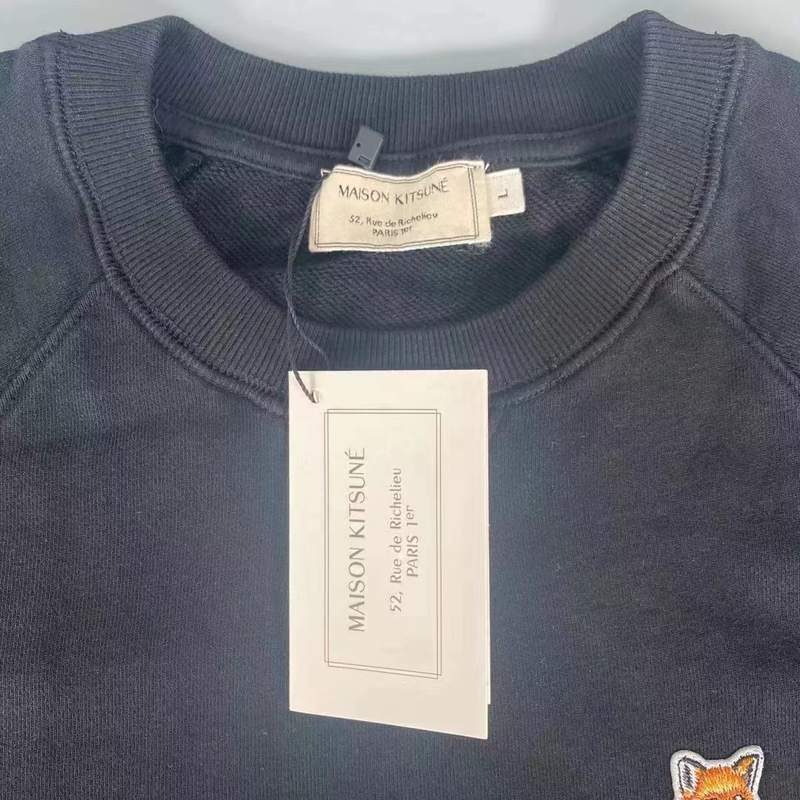 MAISON KITSUNÉ
52, Rue de Richelieu
PARIS 1er
L
MAISON KITSUNÉ
52, Rue de Richelieu
PARIS 1er